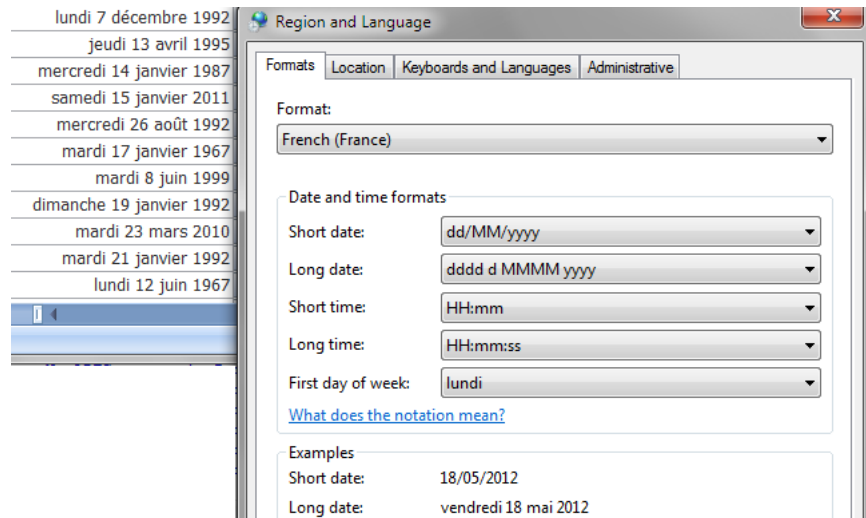 lundi 7 décembre 1992
jeudi 13 avril 1995
mercredi 14 janvier 1987
samedi 15 janvier 2011
mercredi 26 août 1992
mardi 17 janvier 1967
mardi 8 juin 1999
dimanche 19 janvier 1992
mardi 23 mars 2010
mardi 21 janvier 1992
lundi 12 juin 1967
Region and Language
Formats Location Keyboards and Languages Administrative
Format:
French (France)
Date and time formats
Short date: dd/MM/yyyy
Long date: dddd d MMMM yyyy
Short time: HH:mm
Long time: HH:mm:ss
First day of week: lundi
What does the notation mean?
Examples
Short date: 18/05/2012
Long date: vendredi 18 mai 2012